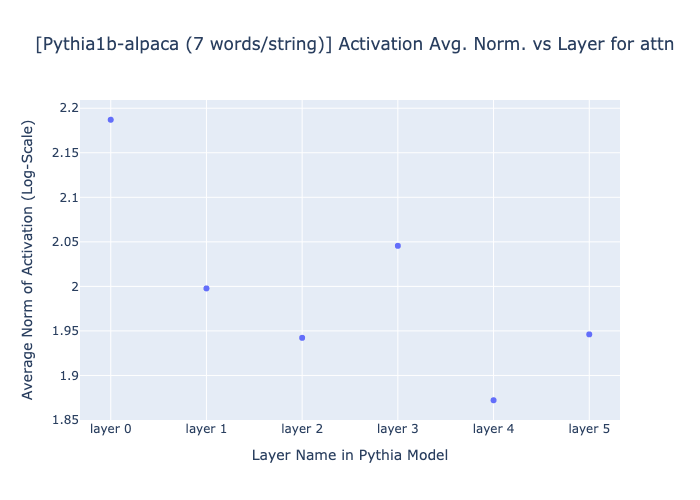 [Pythia1b-alpaca (7 words/string)] Activation Avg. Norm. vs Layer for attn
Average Norm of Activation (Log-Scale)
2.2
2.15
2.1
2.05
2
1.95
1.9
1.85
layer 0
layer 1
layer 2
layer 3
layer 4
layer 5
Layer Name in Pythia Model